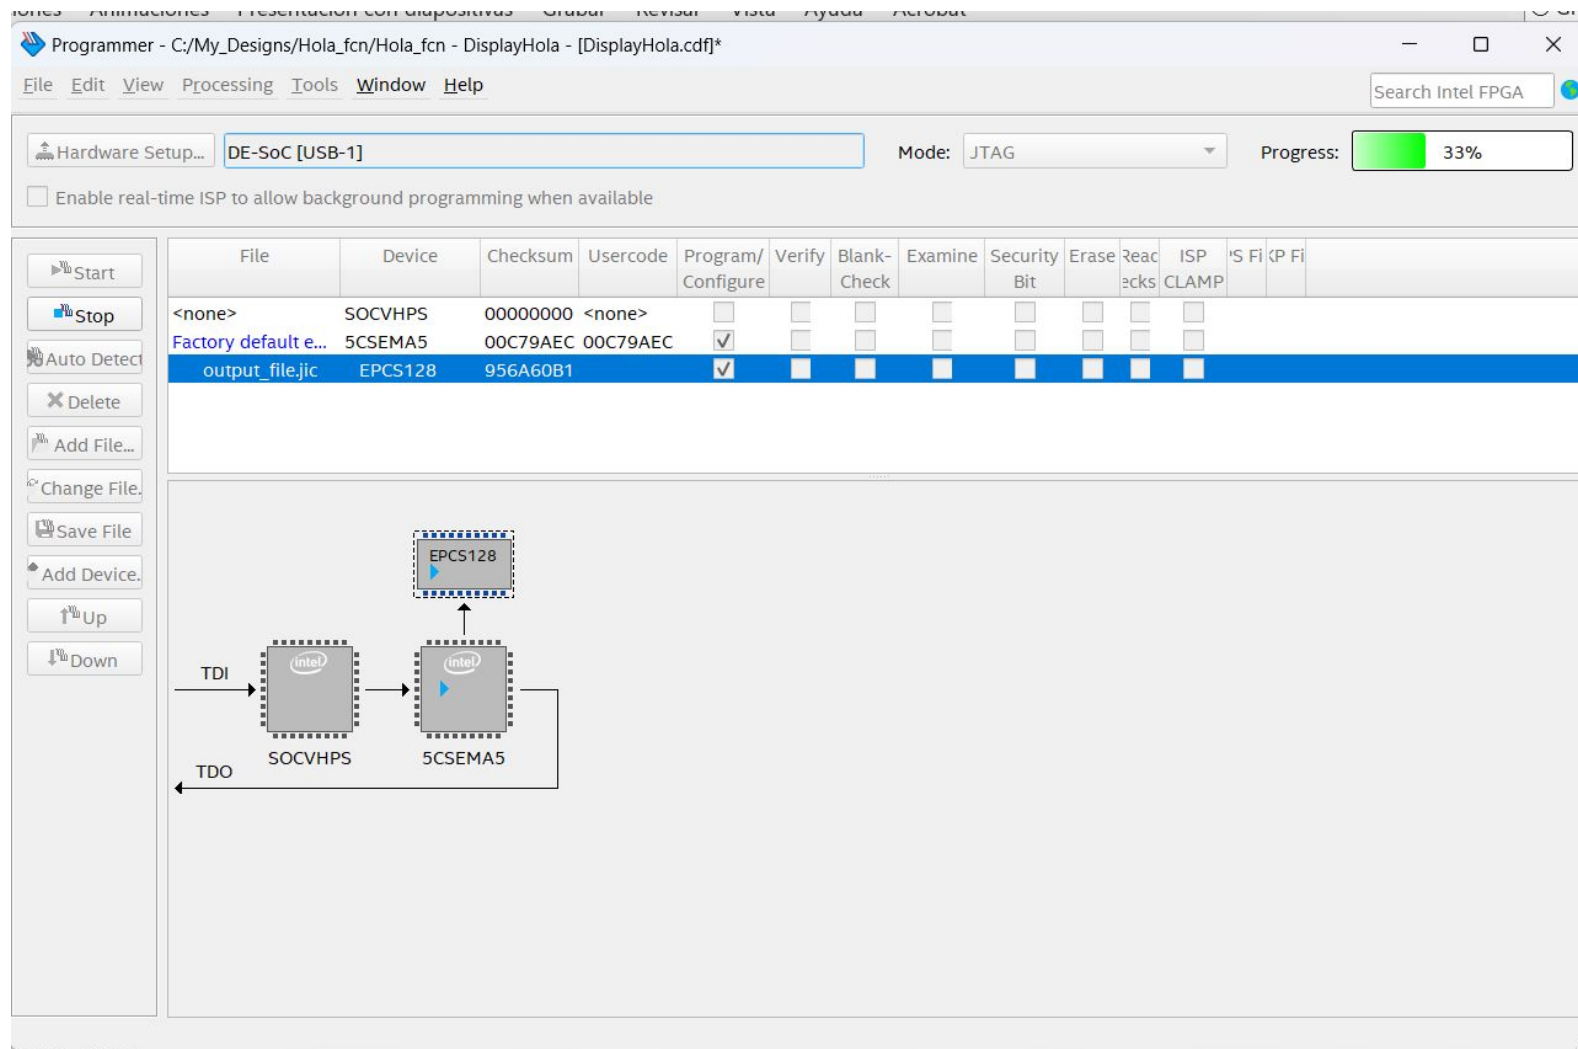 Programmer - C:/My_Designs/Hola_fcn/Hola_fcn - DisplayHola - [DisplayHola.cdf]*
File Edit View Processing Tools Window Help
Search Intel FPGA
Hardware Setup... DE-SoC [USB-1] Mode: JTAG Progress: 33%
Enable real-time ISP to allow background programming when available
Start
Stop
Auto Detect
Delete
Add File...
Change File.
Save File
Add Device.
Up
Down
File Device Checksum Usercode Program/ Verify Blank- Examine Security Erase ISP
Configure Check Bit CLAMP
<none> SOCVHPS 00000000 <none>
Factory default e... 5CSEMA5 00C79AEC 00C79AEC
output_file.jic EPCS128 956A60B1
EPCS128
intel intel
TDI
SOCVHPS 5CSEMA5
TDO